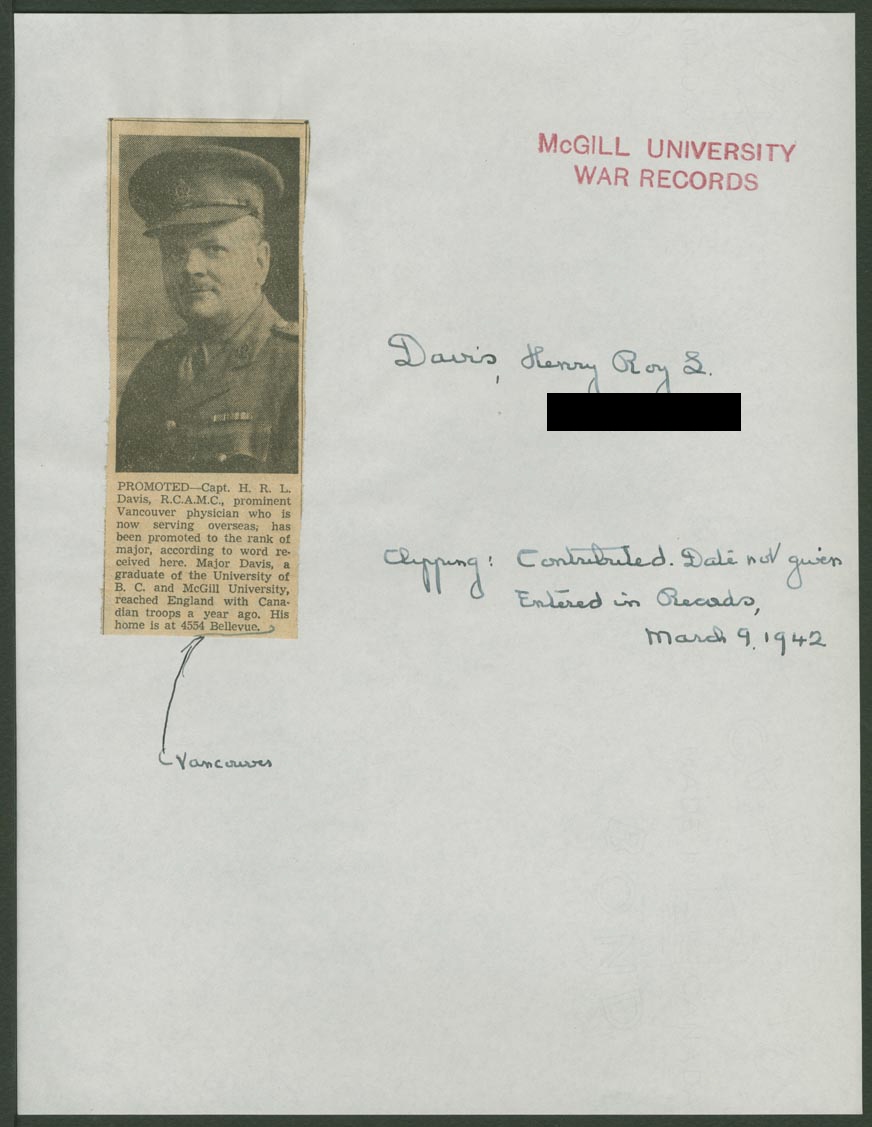 McGILL UNIVERSITY
WAR RECORDS
Davis, Henry Roy L.
PROMOTED—Capt. H. R. L.
Davis, R.C.A.M.C., prominent
Vancouver physician who is
now serving overseas, has
been promoted to the rank of
major, according to word re-
ceived here. Major Davis, a
graduate of the University of
B. C. and McGill University,
reached England with Cana-
dian troops a year ago. His
home is at 4554 Bellevue.
Vancouver
Clipping: Contributed. Date not given
Entered in Records,
March 9, 1942
BOND